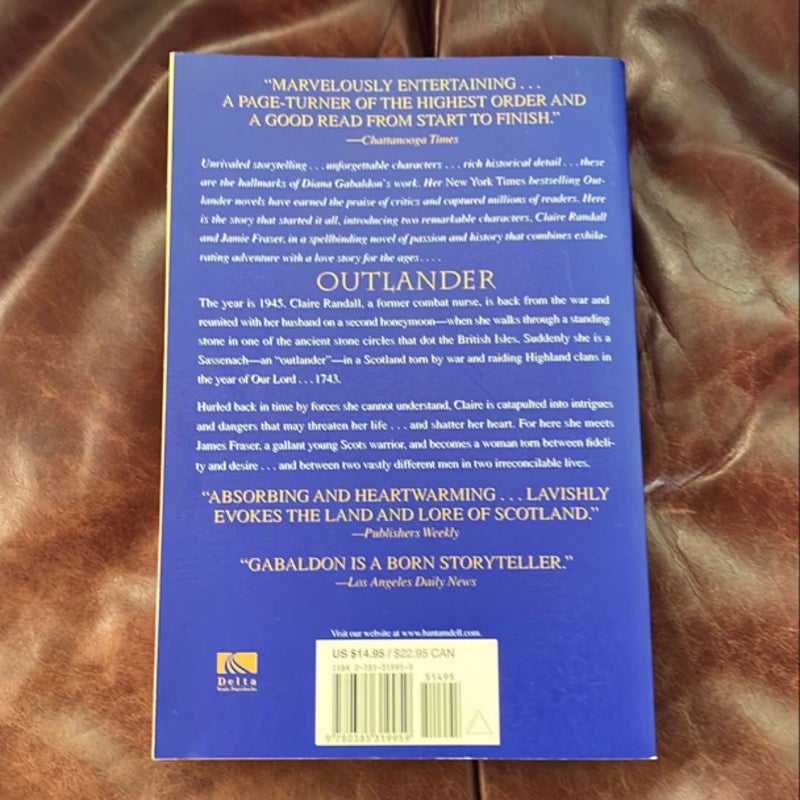 “MARVELOUSLY ENTERTAINING . . .
A PAGE-TURNER OF THE HIGHEST ORDER AND
A GOOD READ FROM START TO FINISH.”
—Chattanooga Times
Unrivaled storytelling . . . unforgettable characters . . . rich historical detail . . . these
are the hallmarks of Diana Gabaldon's work. Her New York Times bestselling Out-
lander novels have earned the praise of critics and captured millions of readers. Here
is the story that started it all, introducing two remarkable characters, Claire Randall
and Jamie Fraser, in a spellbinding novel of passion and history that combines exhila-
rating adventure with a love story for the ages . . . .
OUTLANDER
The year is 1945. Claire Randall, a former combat nurse, is back from the war and
reunited with her husband on a second honeymoon—when she walks through a standing
stone in one of the ancient stone circles that dot the British Isles. Suddenly she is a
Sassenach—an “outlander”—in a Scotland torn by war and raiding Highland clans in
the year of Our Lord . . . 1743.
Hurled back in time by forces she cannot understand, Claire is catapulted into intrigues
and dangers that may threaten her life . . . and shatter her heart. For here she meets
James Fraser, a gallant young Scots warrior, and becomes a woman torn between fideli-
ty and desire . . . and between two vastly different men in two irreconcilable lives.
“ABSORBING AND HEARTWARMING . . . LAVISHLY
EVOKES THE LAND AND LORE OF SCOTLAND.”
—Publishers Weekly
“GABALDON IS A BORN STORYTELLER.”
—Los Angeles Daily News
Visit our website at www.bantamdell.com.
US $14.95 / $22.95 CAN
ISBN 0-385-31995-9
51495
9 780385 319959
Delta
Trade Paperbacks